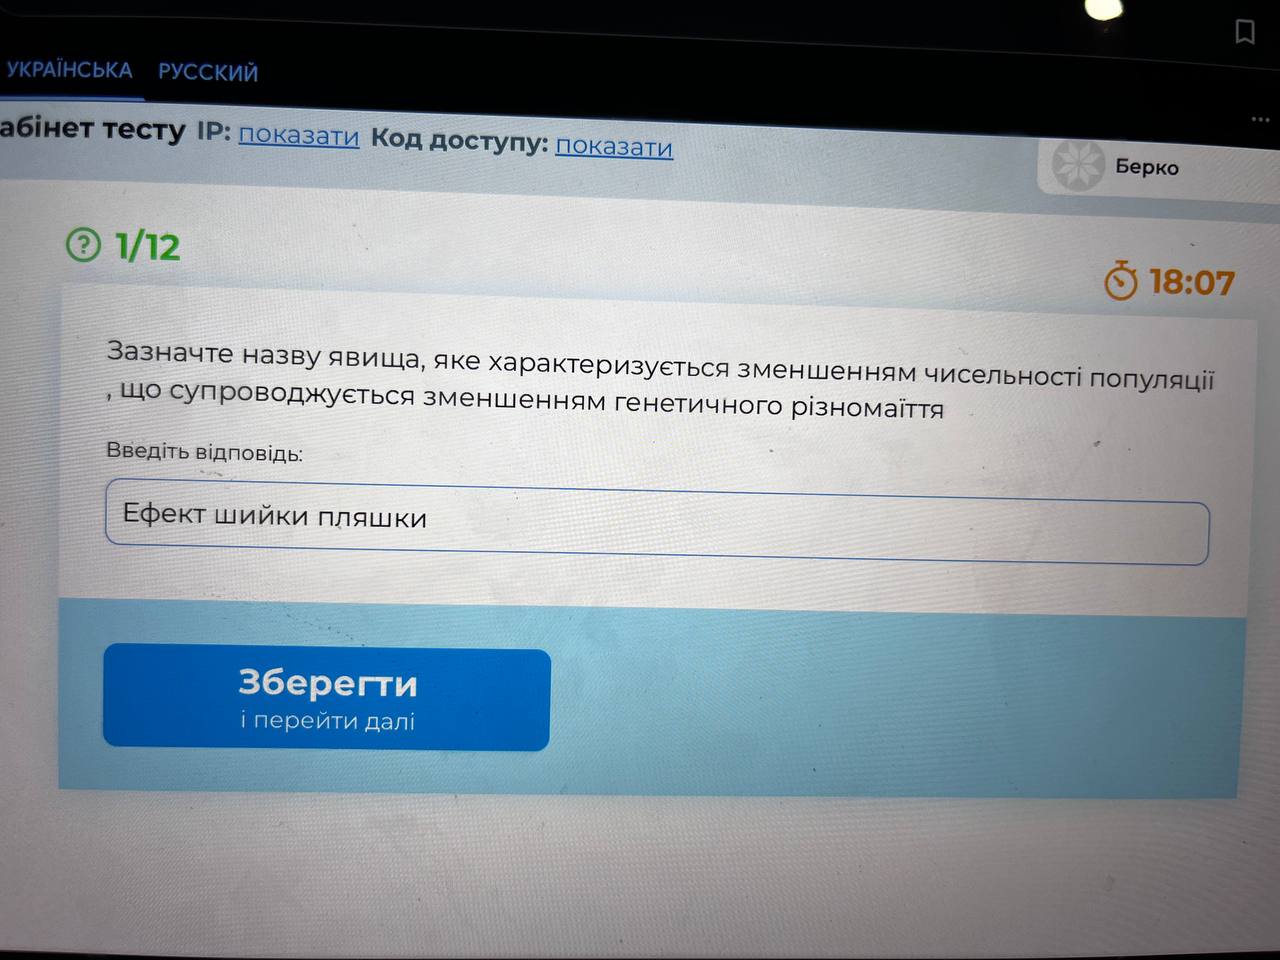 УКРАЇНСЬКА РУССКИЙ
абінет тесту IP: показати Код доступу: показати
Берко
1/12
18:07
Зазначте назву явища, яке характеризується зменшенням чисельності популяції
, що супроводжується зменшенням генетичного різномаїття
Введіть відповідь:
Ефект шийки пляшки
Зберегти
і перейти далі